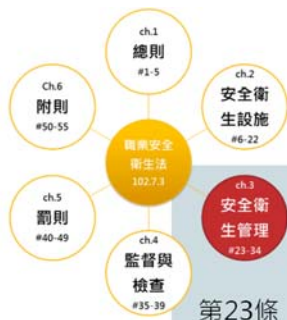 ch.1
總則
#1-5
ch.2
安全衛
生設施
#6-22
ch.3
安全衛
生管理
#23-34
ch.4
監督與
檢查
#35-39
ch.5
罰則
#40-49
Ch.6
附則
#50-55
職業安全
衛生法
102.7.3
第23條